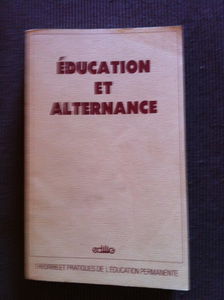 ÉDUCATION
ET
ALTERNANCE
edilig
THÉORIES ET PRATIQUES DE L'ÉDUCATION PERMANENTE